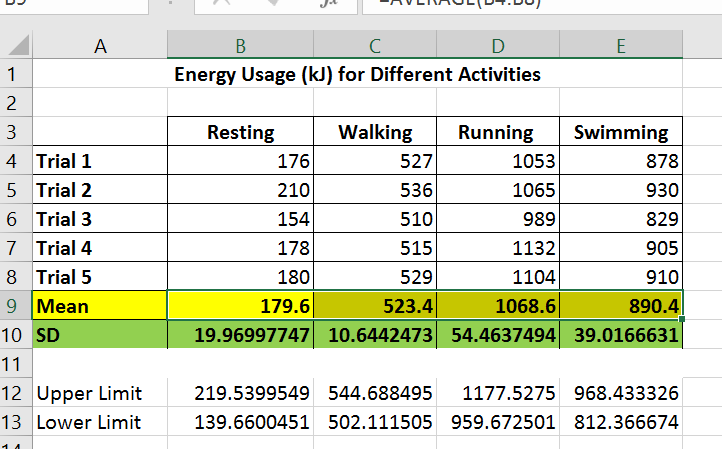 A B C D E
1 Energy Usage (kJ) for Different Activities
2
3 Resting Walking Running Swimming
4 Trial 1 176 527 1053 878
5 Trial 2 210 536 1065 930
6 Trial 3 154 510 989 829
7 Trial 4 178 515 1132 905
8 Trial 5 180 529 1104 910
9 Mean 179.6 523.4 1068.6 890.4
10 SD 19.96997747 10.6442473 54.4637494 39.0166631
11
12 Upper Limit 219.5399549 544.688495 1177.5275 968.433326
13 Lower Limit 139.6600451 502.111505 959.672501 812.366674